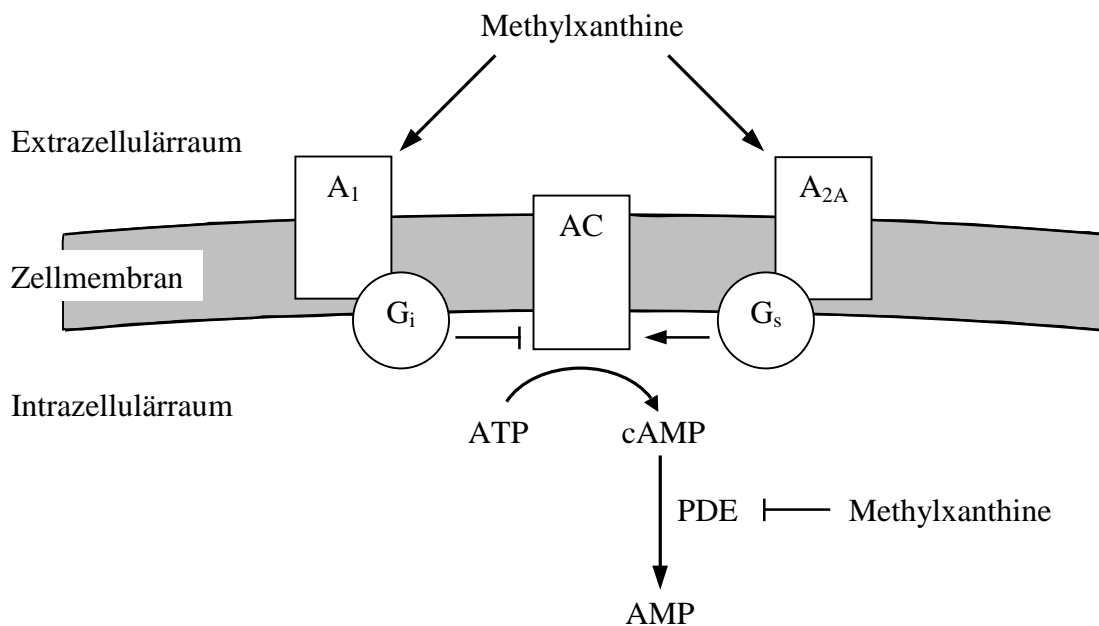 Methylxanthine
Extrazellulärraum
A1
A2A
AC
Zellmembran
Gi
Gs
Intrazellulärraum
ATP
cAMP
PDE
Methylxanthine
AMP